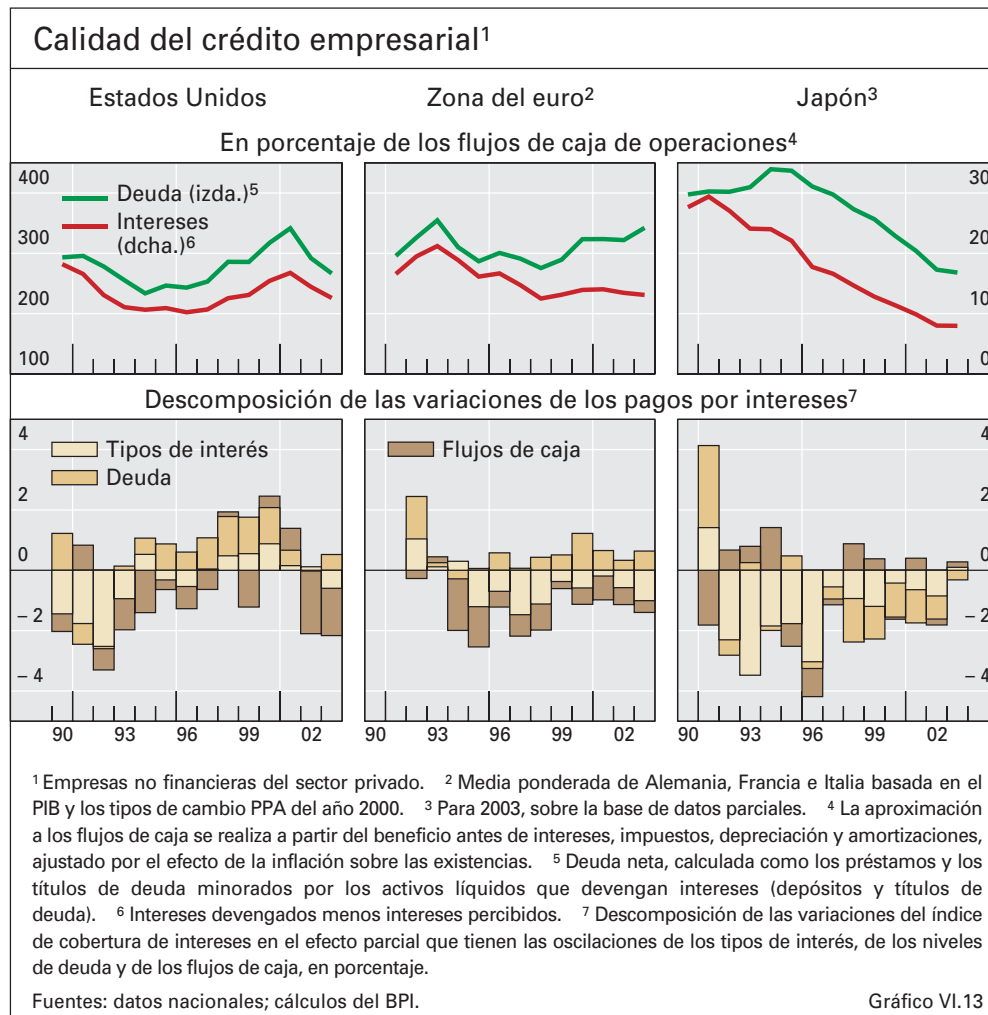 Calidad del crédito empresarial¹
Estados Unidos
Zona del euro²
Japón³
En porcentaje de los flujos de caja de operaciones⁴
400
300
200
100
Deuda (izda.)⁵
Intereses
(dcha.)⁶
30
20
10
0
Descomposición de las variaciones de los pagos por intereses⁷
4
2
0
– 2
– 4
Tipos de interés
Deuda
Flujos de caja
4
2
0
– 2
– 4
90 93 96 99 02
90 93 96 99 02
90 93 96 99 02
¹ Empresas no financieras del sector privado. ² Media ponderada de Alemania, Francia e Italia basada en el
PIB y los tipos de cambio PPA del año 2000. ³ Para 2003, sobre la base de datos parciales. ⁴ La aproximación
a los flujos de caja se realiza a partir del beneficio antes de intereses, impuestos, depreciación y amortizaciones,
ajustado por el efecto de la inflación sobre las existencias. ⁵ Deuda neta, calculada como los préstamos y los
títulos de deuda minorados por los activos líquidos que devengan intereses (depósitos y títulos de
deuda). ⁶ Intereses devengados menos intereses percibidos. ⁷ Descomposición de las variaciones del índice
de cobertura de intereses en el efecto parcial que tienen las oscilaciones de los tipos de interés, de los niveles
de deuda y de los flujos de caja, en porcentaje.
Fuentes: datos nacionales; cálculos del BPI.
Gráfico VI.13